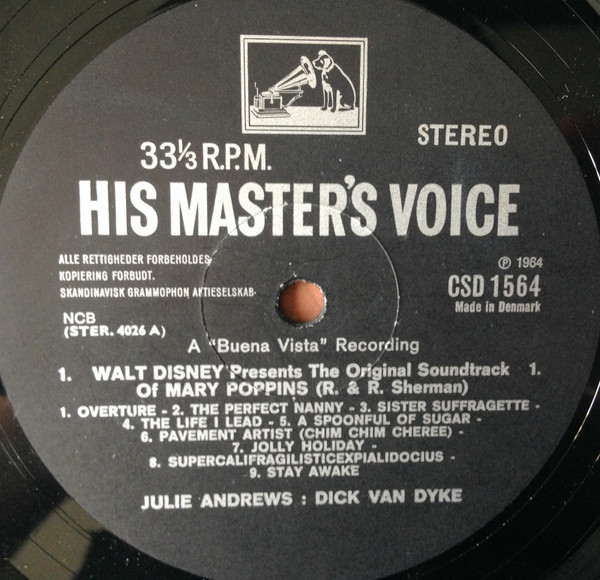 33⅓ R.P.M.
STEREO
HIS MASTER'S VOICE
ALLE RETTIGHEDER FORBEHOLDES
KOPIERING FORBUDT.
SKANDINAVISK GRAMMOPHON AKTIESELSKAB·
℗ 1964
CSD 1564
Made in Denmark
NCB
(STER. 4026 A)
A "Buena Vista" Recording
1. WALT DISNEY Presents The Original Soundtrack 1.
Of MARY POPPINS (R. & R. Sherman)
1. OVERTURE - 2. THE PERFECT NANNY - 3. SISTER SUFFRAGETTE -
4. THE LIFE I LEAD - 5. A SPOONFUL OF SUGAR -
6. PAVEMENT ARTIST (CHIM CHIM CHEREE) -
7. JOLLY HOLIDAY -
8. SUPERCALIFRAGILISTICEXPIALIDOCIUS -
9. STAY AWAKE
JULIE ANDREWS : DICK VAN DYKE